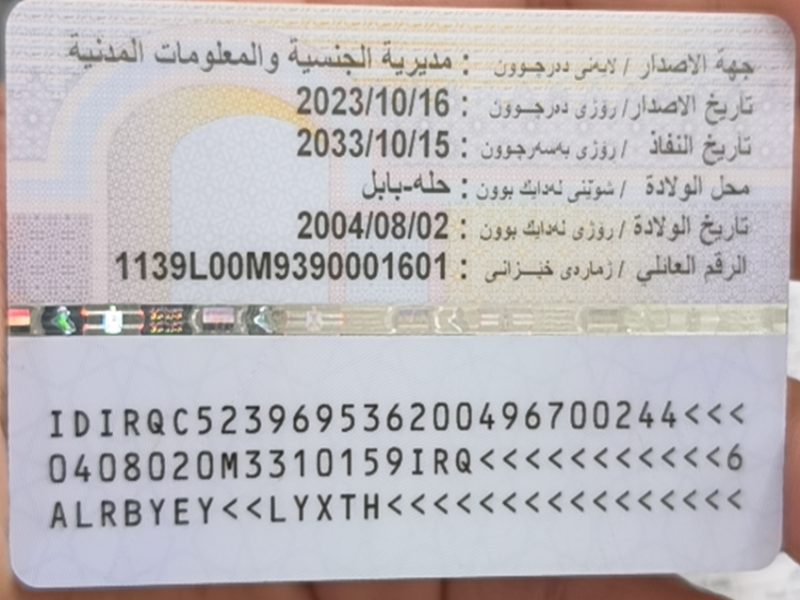 جهة الاصدار / لايەنی دەرچوون : مديرية الجنسية والمعلومات المدنية
تاريخ الاصدار / رۆژی دەرچوون : 2023/10/16
تاريخ النفاذ / رۆژی بەسەرچوون : 2033/10/15
محل الولادة / شوێنی لەدایك بوون : حله-بابل
تاريخ الولادة / رۆژی لەدایك بوون : 2004/08/02
الرقم العائلي / ژمارەی خێزانی : 1139L00M9390001601
IDIRQC523969536200496700244<<<
0408020M3310159IRQ<<<<<<<<<<<6
ALRBYEY<<LYXTH<<<<<<<<<<<<<<<<